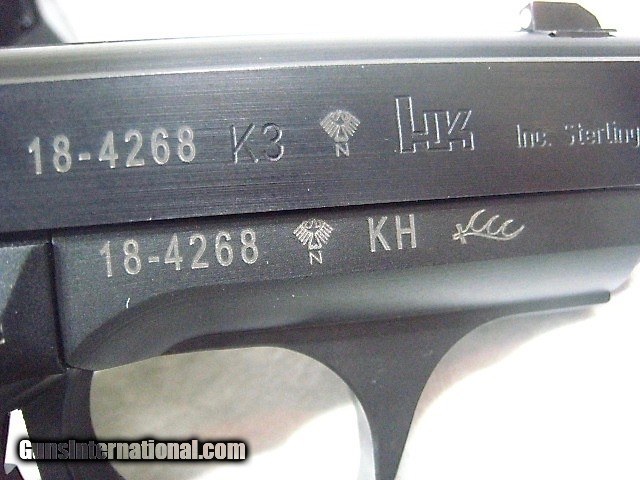 18-4268 K3 N HK Inc. Sterling
18-4268 N KH
GunsInternational.com